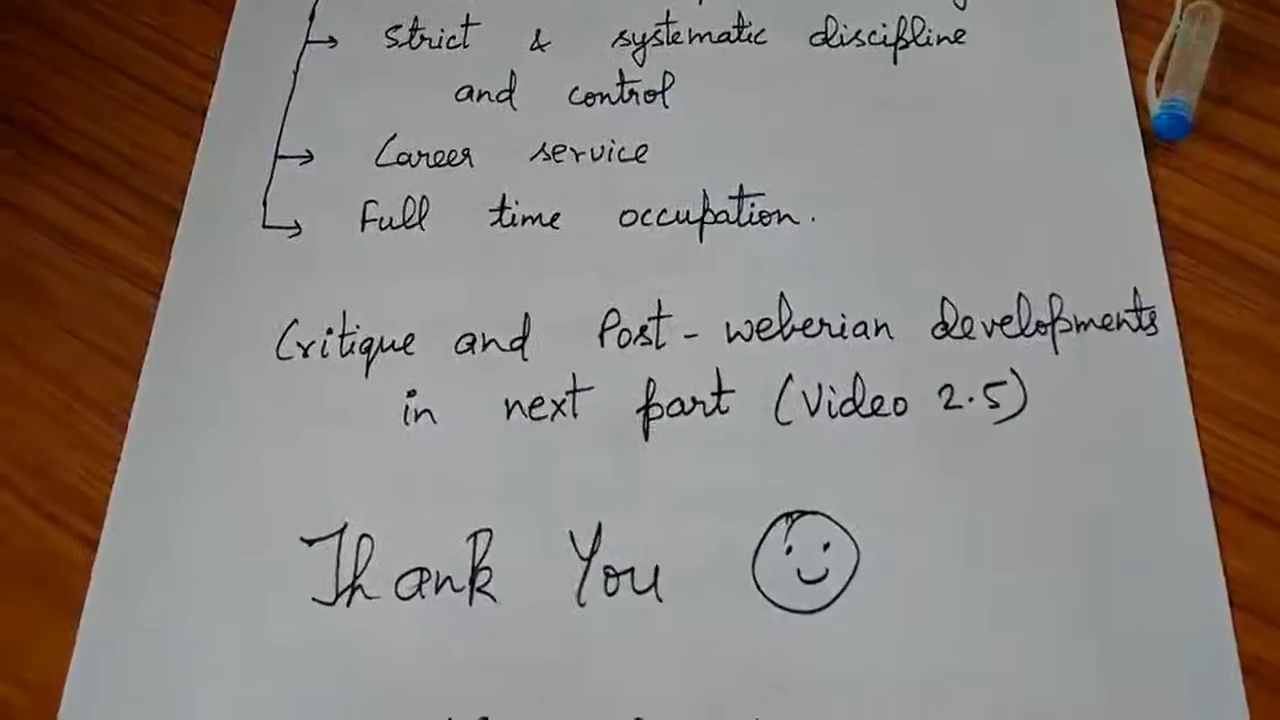 → Strict & systematic discipline
and control
→ Career service
→ Full time occupation.
Critique and Post-weberian developments
in next part (Video 2.5)
Thank You